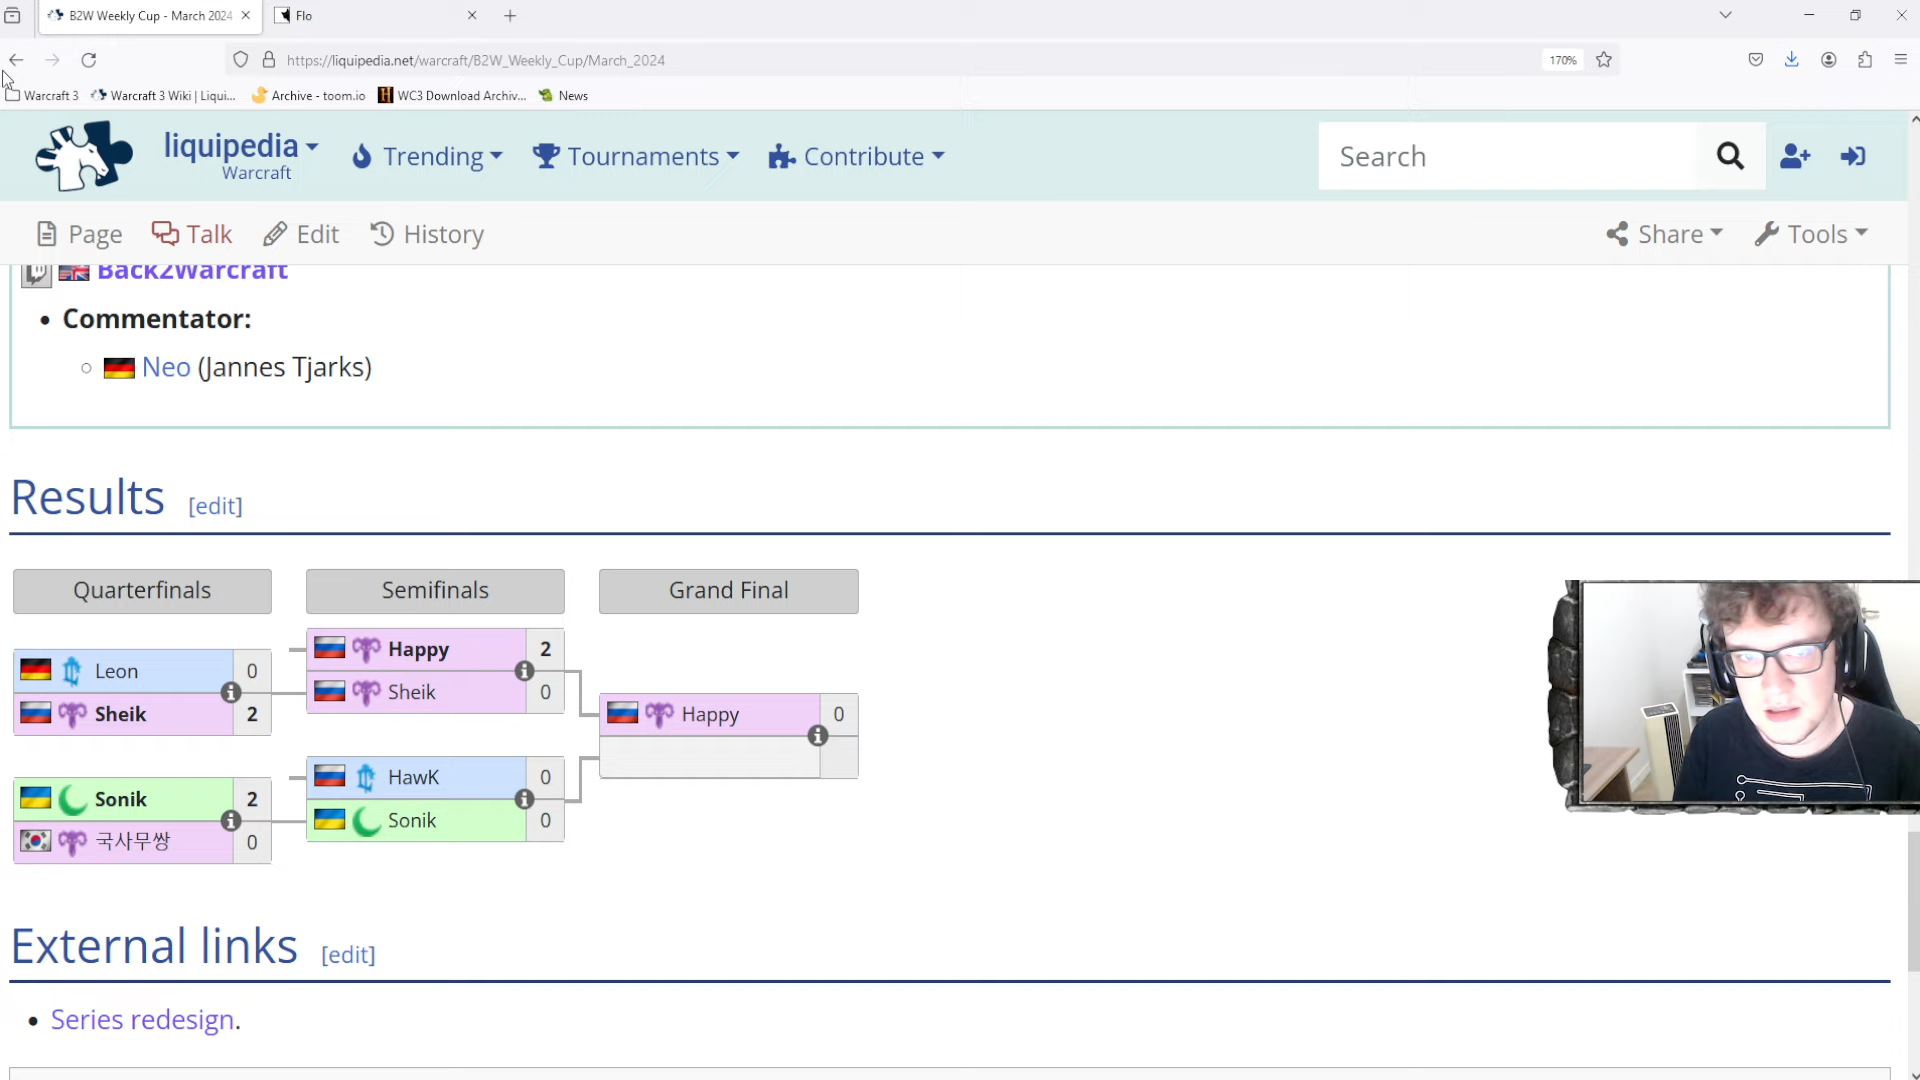 B2W Weekly Cup - March 2024
Flo
https://liquipedia.net/warcraft/B2W_Weekly_Cup/March_2024
170%
Warcraft 3
Warcraft 3 Wiki | Liqui...
Archive - toom.io
WC3 Download Archiv...
News
liquipedia
Warcraft
Trending
Tournaments
Contribute
Search
Page
Talk
Edit
History
Share
Tools
Back2Warcraft
• Commentator:
Neo (Jannes Tjarks)
Results [edit]
Quarterfinals
Semifinals
Grand Final
Leon 0
Sheik 2
Sonik 2
국사무쌍 0
Happy 2
Sheik 0
HawK 0
Sonik 0
Happy 0
External links [edit]
• Series redesign.